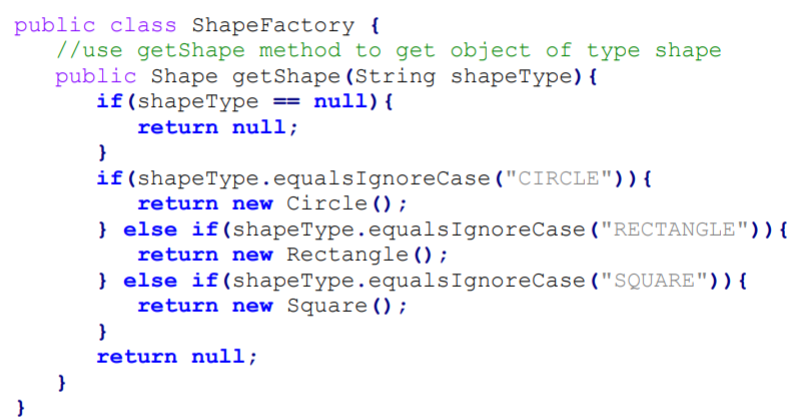 public class ShapeFactory {
//use getShape method to get object of type shape
public Shape getShape(String shapeType){
if(shapeType == null){
return null;
}
if(shapeType.equalsIgnoreCase("CIRCLE")){
return new Circle();
} else if(shapeType.equalsIgnoreCase("RECTANGLE")){
return new Rectangle();
} else if(shapeType.equalsIgnoreCase("SQUARE")){
return new Square();
}
return null;
}
}